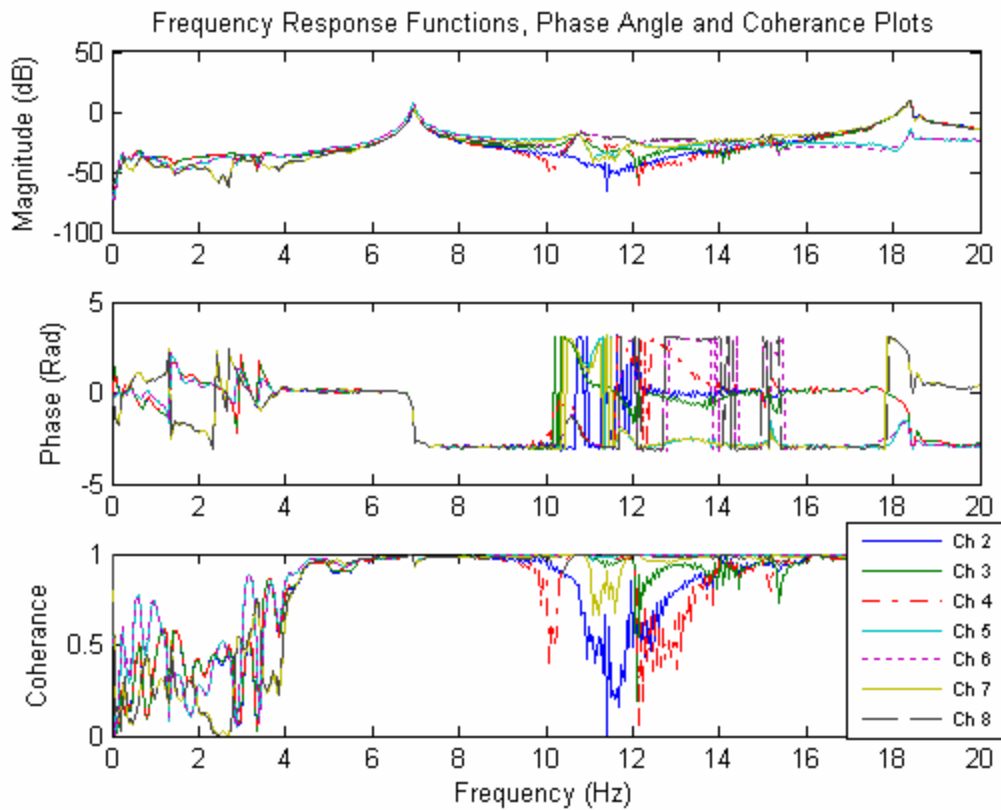 Frequency Response Functions, Phase Angle and Coherance Plots
Magnitude (dB)
50
0
-50
-100
0 2 4 6 8 10 12 14 16 18 20
Phase (Rad)
5
0
-5
0 2 4 6 8 10 12 14 16 18 20
Coherance
1
0.5
0
0 2 4 6 8 10 12 14 16 18 20
Frequency (Hz)
Ch 2
Ch 3
Ch 4
Ch 5
Ch 6
Ch 7
Ch 8